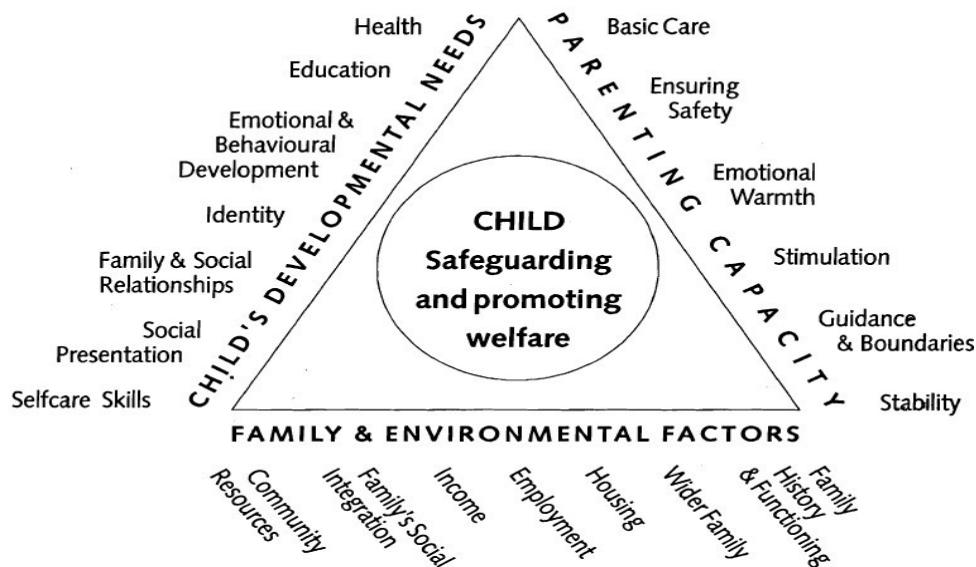 Health
Education
Emotional &
Behavioural
Development
Identity
Family & Social
Relationships
Social
Presentation
Selfcare Skills
CHILD'S DEVELOPMENTAL NEEDS
CHILD
Safeguarding
and promoting
welfare
PARENTING CAPACITY
Basic Care
Ensuring
Safety
Emotional
Warmth
Stimulation
Guidance
& Boundaries
Stability
FAMILY & ENVIRONMENTAL FACTORS
Community
Resources
Family's Social
Integration
Income
Employment
Housing
Wider Family
Family
History
& Functioning